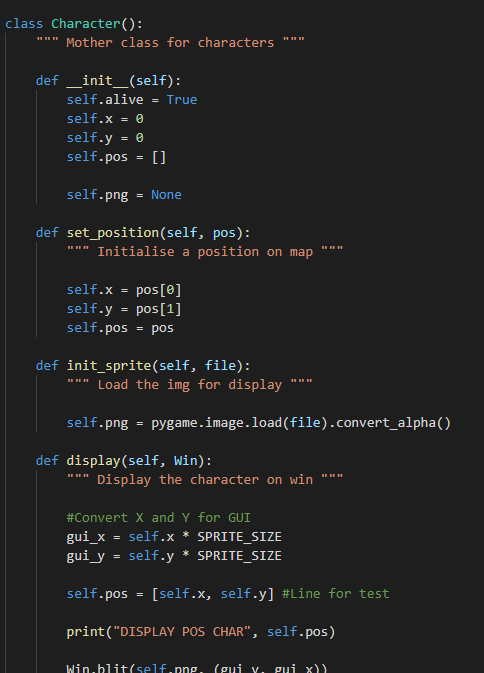 class Character():
""" Mother class for characters """
def __init__(self):
self.alive = True
self.x = 0
self.y = 0
self.pos = []
self.png = None
def set_position(self, pos):
""" Initialise a position on map """
self.x = pos[0]
self.y = pos[1]
self.pos = pos
def init_sprite(self, file):
""" Load the img for display """
self.png = pygame.image.load(file).convert_alpha()
def display(self, Win):
""" Display the character on win """
#Convert X and Y for GUI
gui_x = self.x * SPRITE_SIZE
gui_y = self.y * SPRITE_SIZE
self.pos = [self.x, self.y] #Line for test
print("DISPLAY POS CHAR", self.pos)
Win.blit(self.png, (gui_y, gui_x))